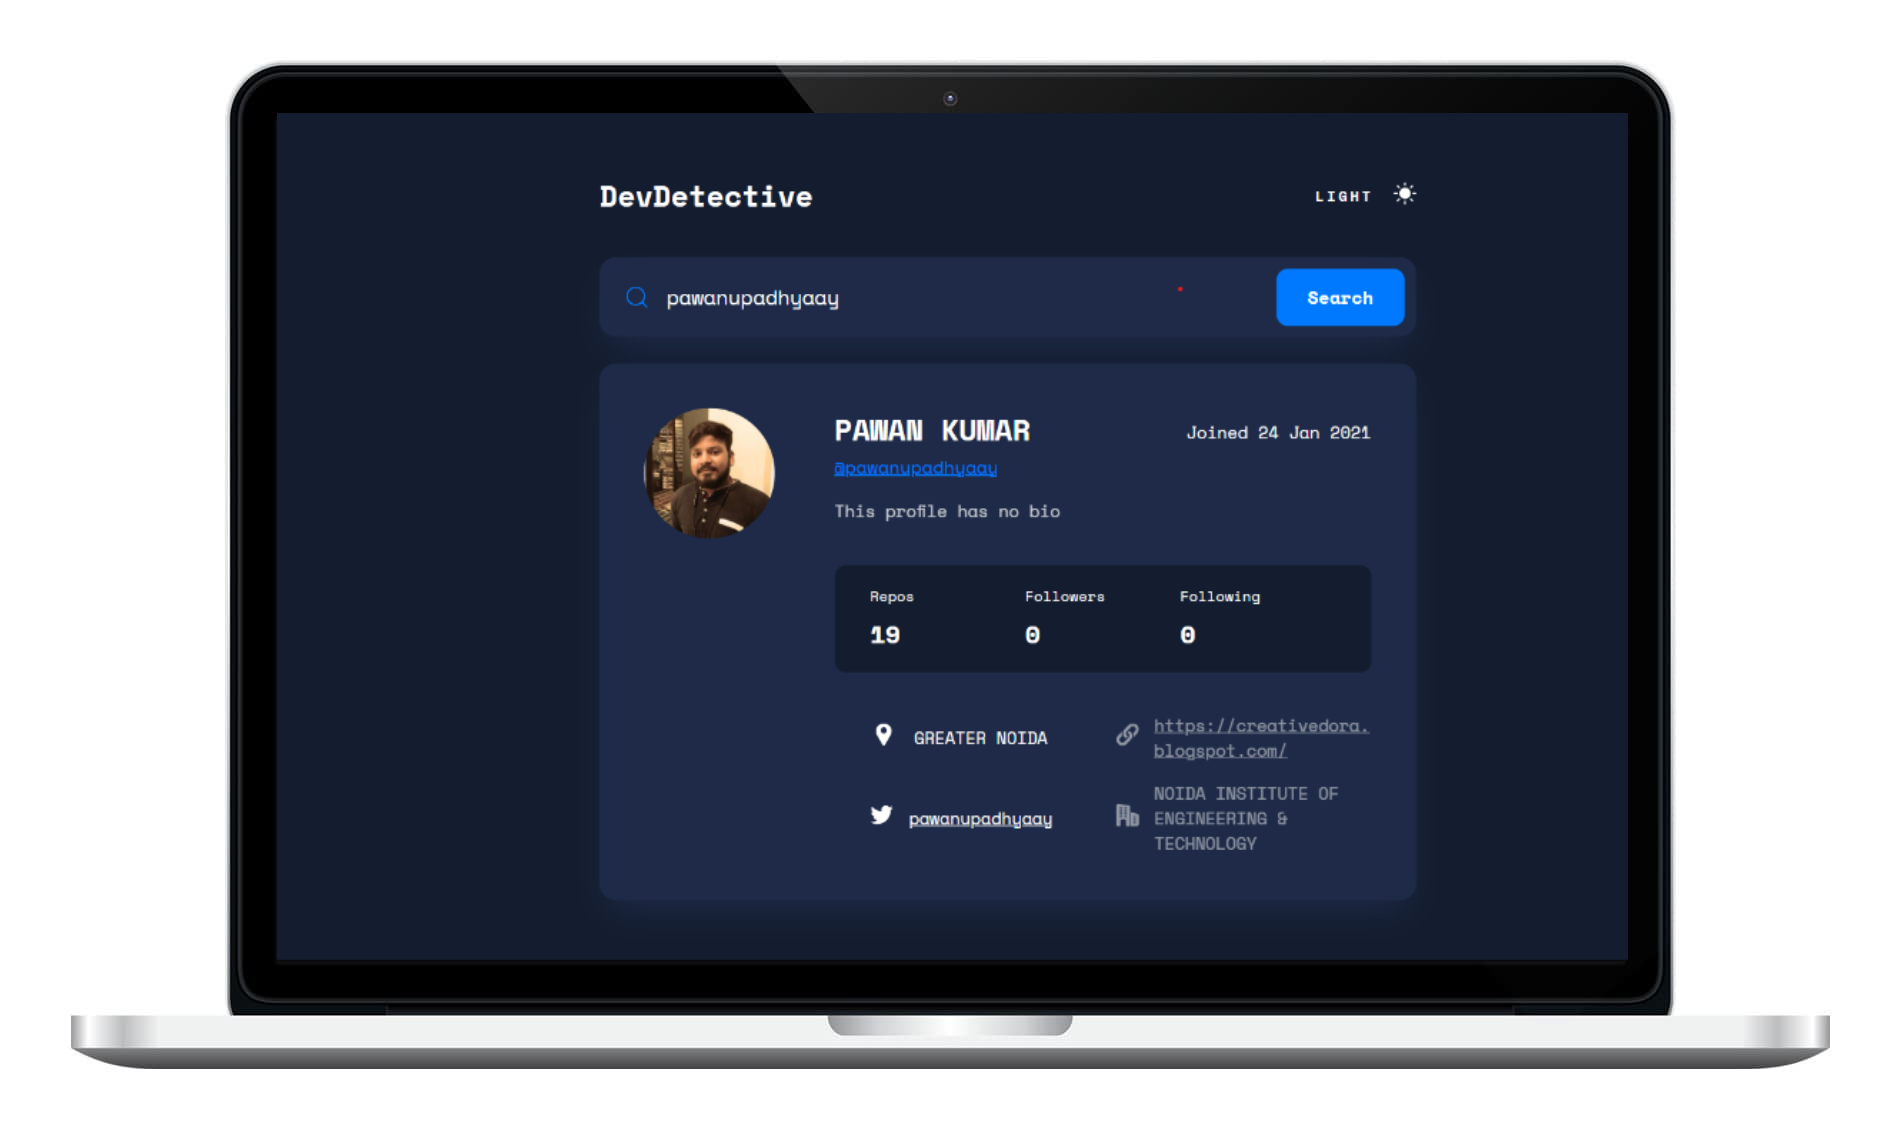 DevDetective
LIGHT
pawanupadhyaay
Search
PAWAN KUMAR
Joined 24 Jan 2021
@pawanupadhyaay
This profile has no bio
Repos Followers Following
19 0 0
GREATER NOIDA
https://creativedora.
blogspot.com/
pawanupadhyaay
NOIDA INSTITUTE OF
ENGINEERING &
TECHNOLOGY